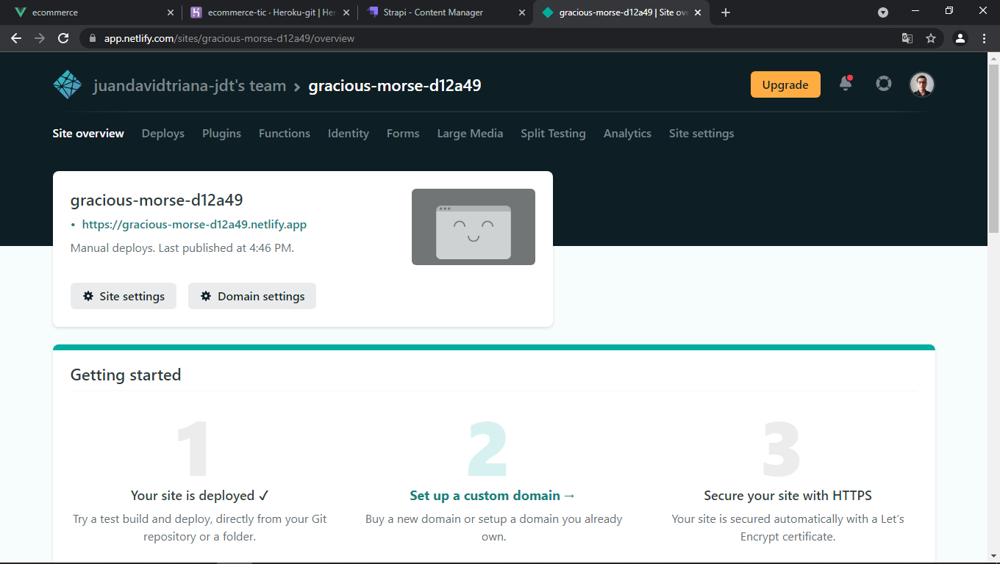 ecommerce
ecommerce-tic · Heroku-git | Her
Strapi - Content Manager
gracious-morse-d12a49 | Site ove
app.netlify.com/sites/gracious-morse-d12a49/overview
juandavidtriana-jdt's team > gracious-morse-d12a49
Upgrade
Site overview Deploys Plugins Functions Identity Forms Large Media Split Testing Analytics Site settings
gracious-morse-d12a49
• https://gracious-morse-d12a49.netlify.app
Manual deploys. Last published at 4:46 PM.
Site settings Domain settings
Getting started
1
Your site is deployed ✓
Try a test build and deploy, directly from your Git
repository or a folder.
2
Set up a custom domain →
Buy a new domain or setup a domain you already
own.
3
Secure your site with HTTPS
Your site is secured automatically with a Let’s
Encrypt certificate.